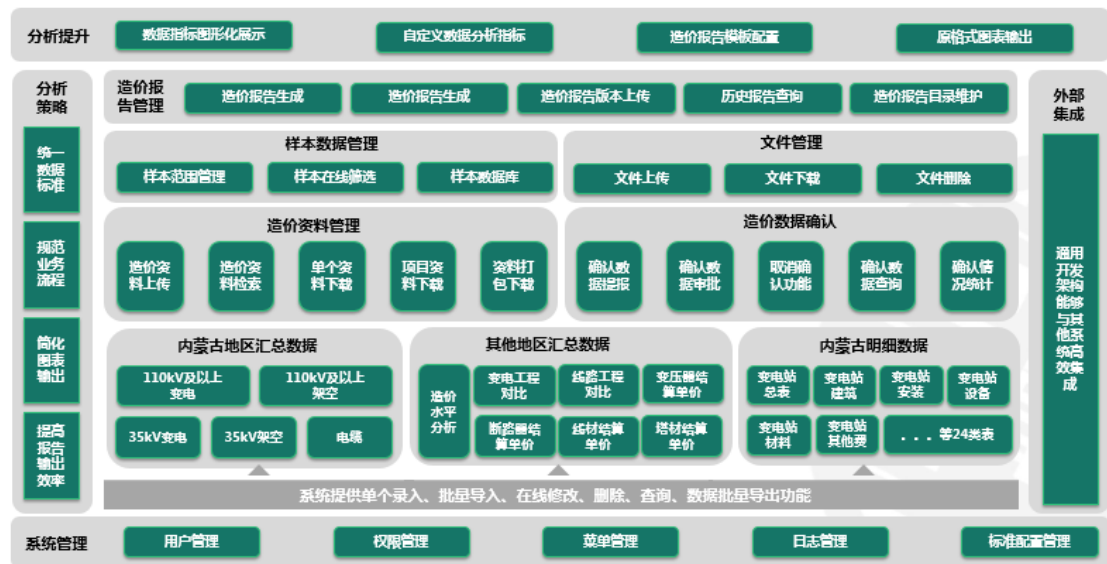 分析提升
数据指标图形化展示
自定义数据分析指标
造价报告模板配置
原格式图表输出
分析
策略
统一
数据
标准
规范
业务
流程
简化
图表
输出
提高
报告
输出
效率
造价报
告管理
造价报告生成
造价报告生成
造价报告版本上传
历史报告查询
造价报告目录维护
样本数据管理
样本范围管理
样本在线筛选
样本数据库
文件管理
文件上传
文件下载
文件删除
造价资料管理
造价资
料上传
造价资
料检索
单个资
料下载
项目资
料下载
资料打
包下载
造价数据确认
确认数
据提报
确认数
据审批
取消确
认功能
确认数
据查询
确认情
况统计
内蒙古地区汇总数据
110kV及以上
变电
110kV及以上
架空
35kV变电
35kV架空
电缆
其他地区汇总数据
造价
水平
分析
变电工程
对比
线路工程
对比
变压器结
算单价
断路器结
算单价
线材结算
单价
塔材结算
单价
内蒙古明细数据
变电站
总表
变电站
建筑
变电站
安装
变电站
设备
变电站
材料
变电站
其他费
...等24类表
系统提供单个录入、批量导入、在线修改、删除、查询、数据批量导出功能
外部
集成
通用
开发
架构
能够
与其
他系
统高
效集
成
系统管理
用户管理
权限管理
菜单管理
日志管理
标准配置管理